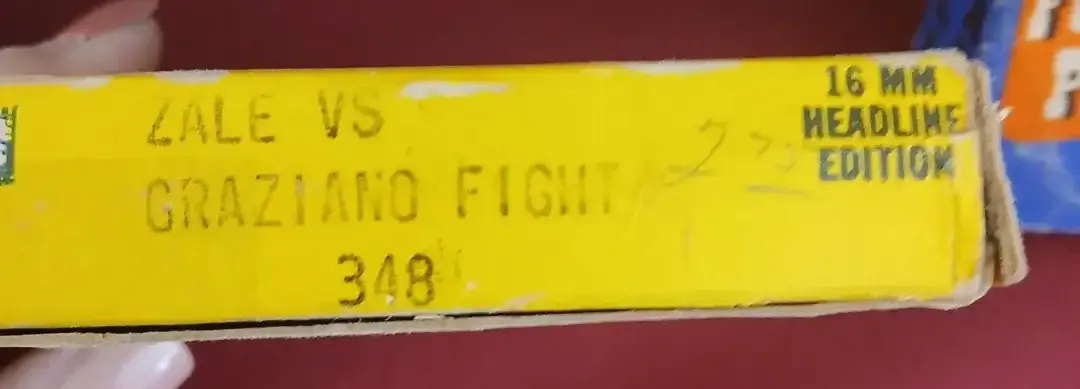 ZALE VS
GRAZIANO FIGHT
348
16 MM
HEADLINE
EDITION